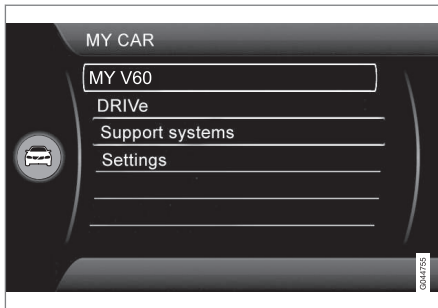 MY CAR
MY V60
DRIVe
Support systems
Settings
G044755